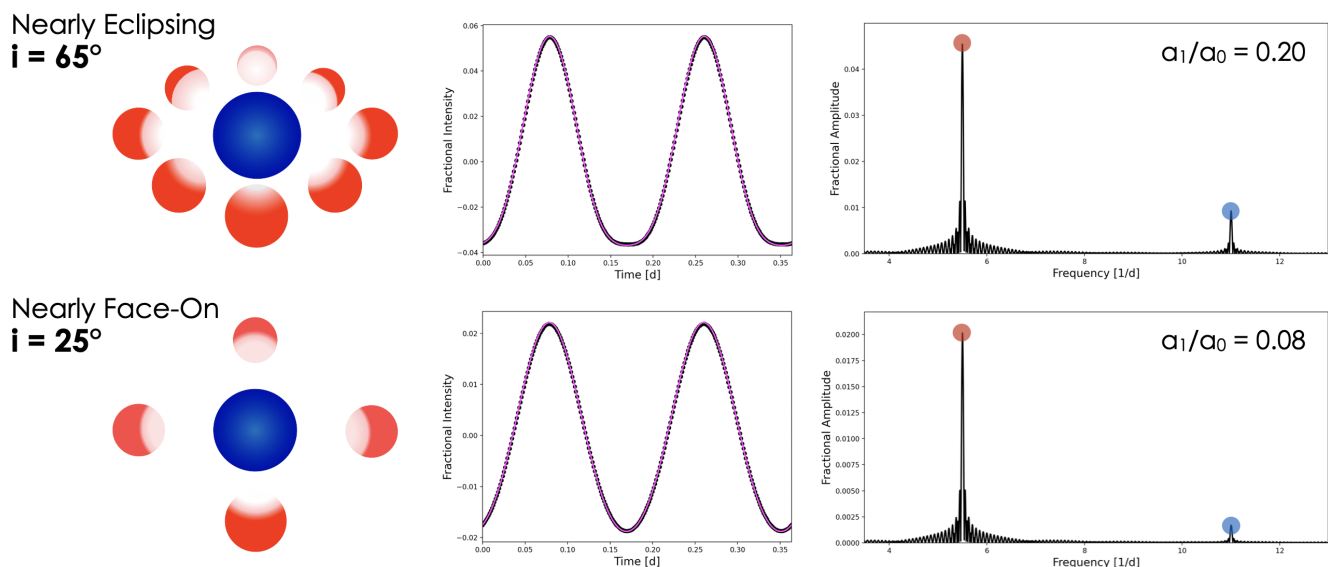 Nearly Eclipsing
i = 65°
0.06
0.04
0.02
0.00
−0.02
−0.04
Fractional Intensity
0.00 0.05 0.10 0.15 0.20 0.25 0.30 0.35
Time [d]
a₁/a₀ = 0.20
0.04
0.03
0.02
0.01
0.00
Fractional Amplitude
4 6 8 10 12
Frequency [1/d]
Nearly Face-On
i = 25°
0.02
0.01
0.00
−0.01
−0.02
Fractional Intensity
0.00 0.05 0.10 0.15 0.20 0.25 0.30 0.35
Time [d]
a₁/a₀ = 0.08
0.0200
0.0175
0.0150
0.0125
0.0100
0.0075
0.0050
0.0025
0.0000
Fractional Amplitude
4 6 8 10 12
Frequency [1/d]